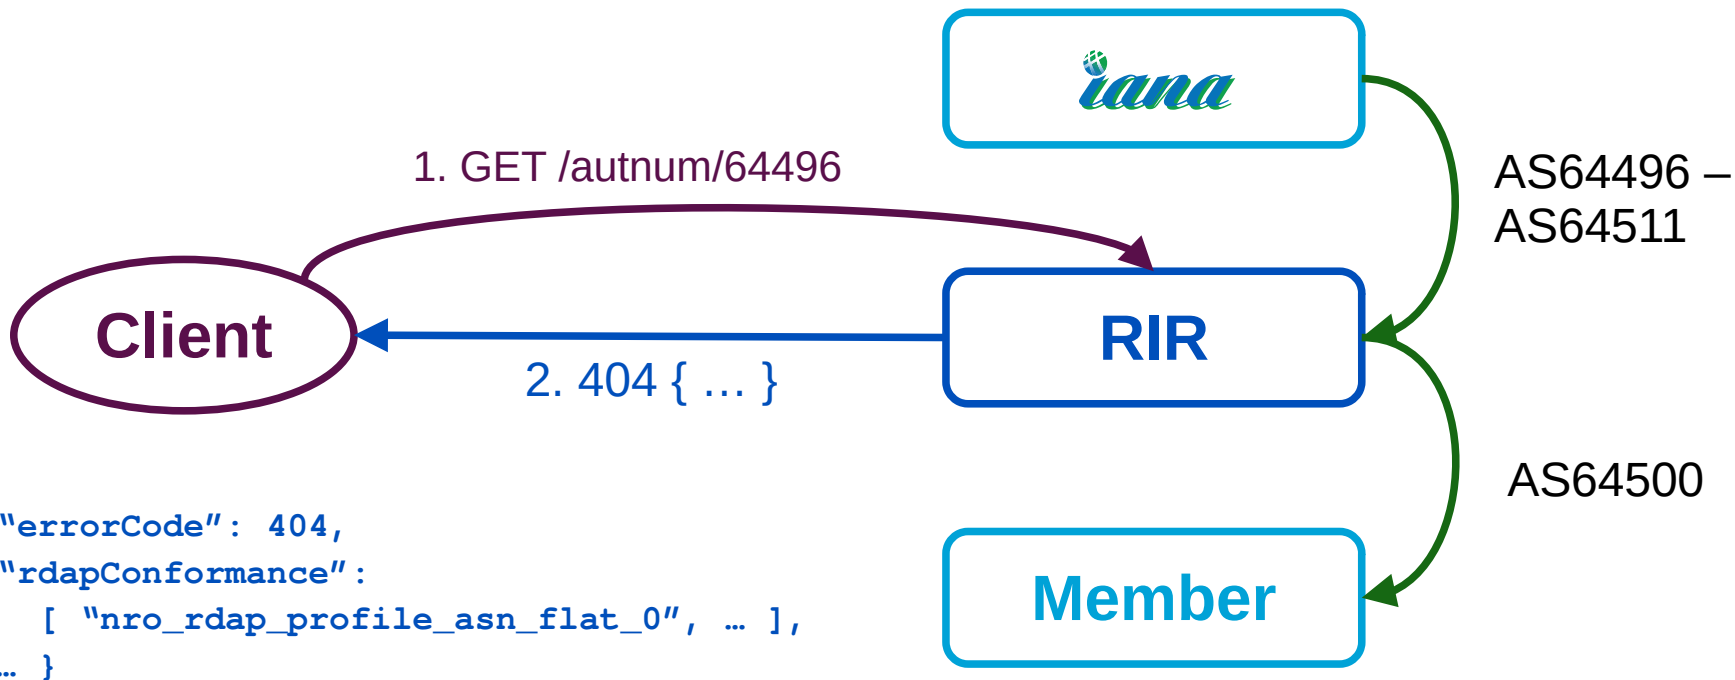 iana
1. GET /autnum/64496
AS64496 –
AS64511
Client
RIR
2. 404 { … }
AS64500
Member
“errorCode”: 404,
“rdapConformance”:
[ “nro_rdap_profile_asn_flat_0”, … ],
… }